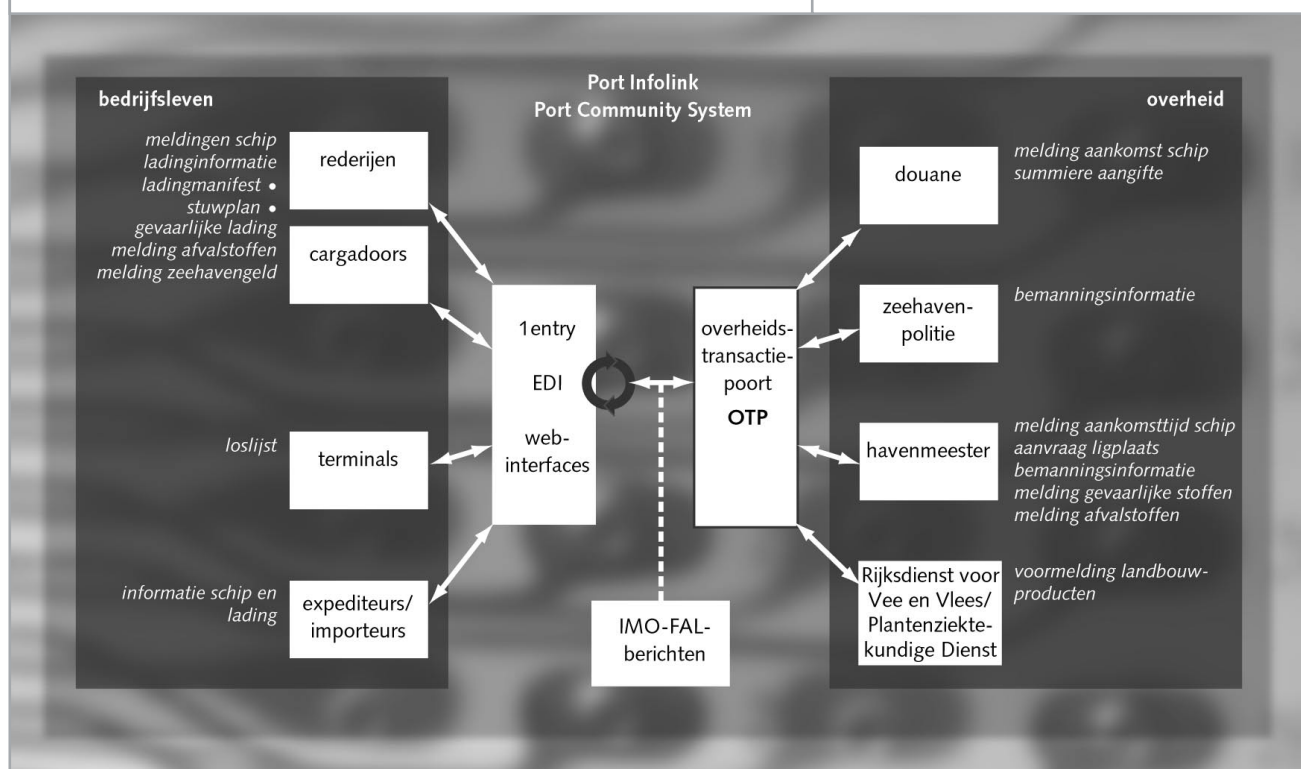 Port Infolink
Port Community System
bedrijfsleven
meldingen schip
ladinginformatie
ladingmanifest •
stuwplan •
gevaarlijke lading
melding afvalstoffen
melding zeehavengeld
rederijen
cargadoors
loslijst
terminals
informatie schip en
lading
expediteurs/
importeurs
1entry
EDI
web-
interfaces
IMO-FAL-
berichten
overheids-
transactie-
poort
OTP
overheid
douane
melding aankomst schip
summiere aangifte
zeehaven-
politie
bemanningsinformatie
havenmeester
melding aankomsttijd schip
aanvraag ligplaats
bemanningsinformatie
melding gevaarlijke stoffen
melding afvalstoffen
Rijksdienst voor
Vee en Vlees/
Plantenziekte-
kundige Dienst
voormelding landbouw-
producten